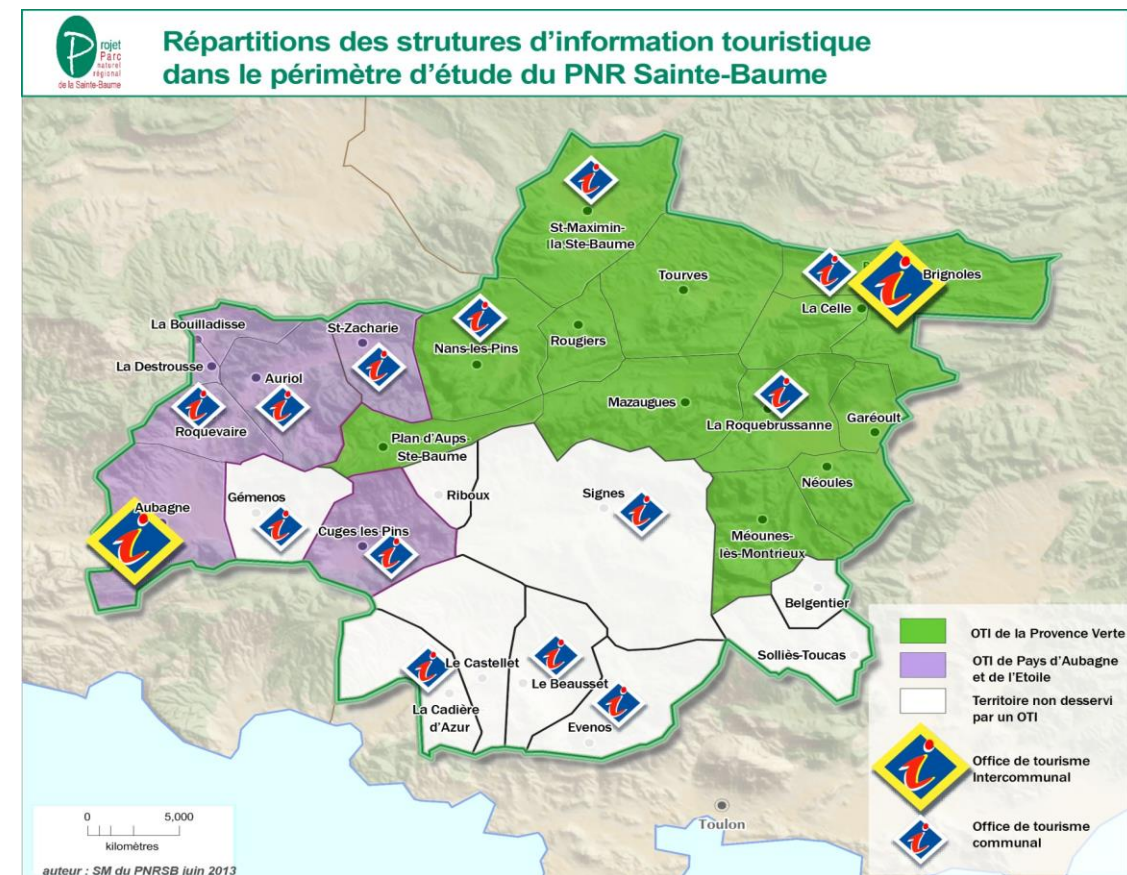 Projet
Parc
naturel
régional
de la Sainte-Baume
Répartitions des strutures d'information touristique
dans le périmètre d'étude du PNR Sainte-Baume
St-Maximin-
lla Ste-Baume
Tourves
Brignoles
La Celle
La Bouilladisse
St-Zacharie
Nans-les-Pins
Rougiers
La Destrousse
Auriol
Mazaugues
La Roquebrussanne
Garéoult
Roquevaire
Plan d'Aups-
Ste-Baume
Riboux
Signes
Néoules
Gémenos
Aubagne
Cuges les Pins
Méounes-
lès-Montrieux
Belgentier
Solliès-Toucas
Le Castellet
Le Beausset
La Cadière
d'Azur
Evenos
Toulon
OTI de la Provence Verte
OTI de Pays d'Aubagne
et de l'Etoile
Territoire non desservi
par un OTI
Office de tourisme
Intercommunal
Office de tourisme
communal
0 5,000
kilomètres
auteur : SM du PNRSB juin 2013